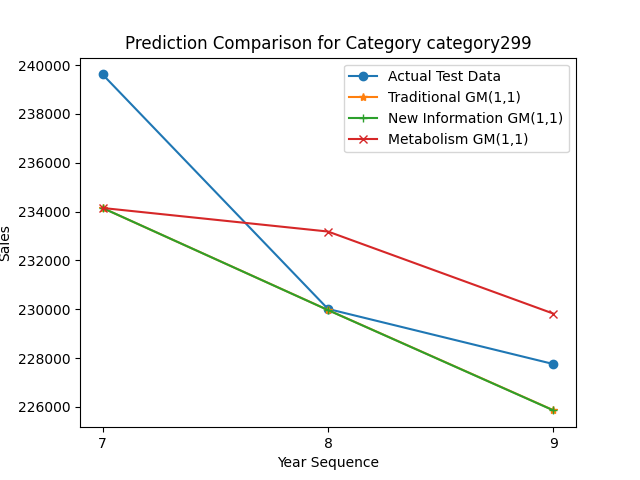 Prediction Comparison for Category category299
Actual Test Data
Traditional GM(1,1)
New Information GM(1,1)
Metabolism GM(1,1)
240000
238000
236000
234000
232000
230000
228000
226000
Sales
7
8
9
Year Sequence